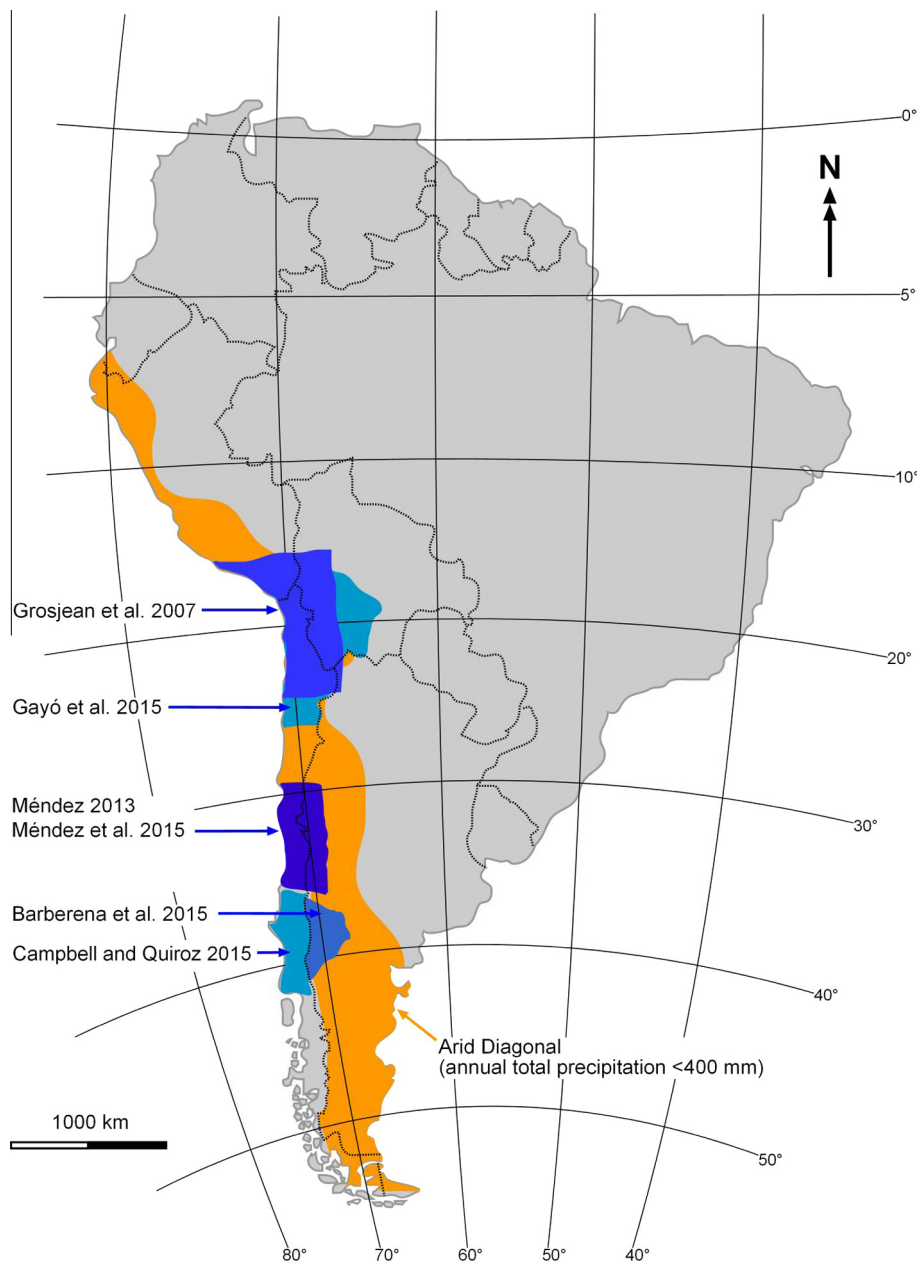 0°
N
5°
10°
Grosjean et al. 2007
20°
Gayó et al. 2015
Méndez 2013
Méndez et al. 2015
30°
Barberena et al. 2015
Campbell and Quiroz 2015
40°
Arid Diagonal
(annual total precipitation <400 mm)
1000 km
50°
80°
70°
60°
50°
40°